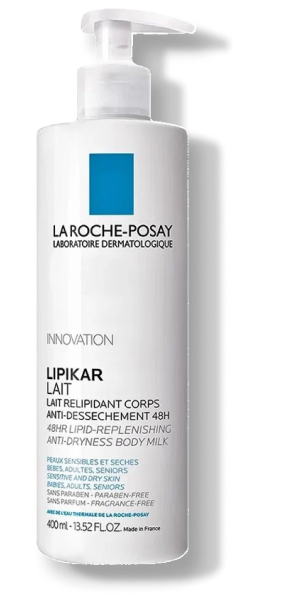 LA ROCHE-POSAY
LABORATOIRE DERMATOLOGIQUE
INNOVATION
LIPIKAR
LAIT
LAIT RELIPIDANT CORPS
ANTI-DESSECHEMENT 48H
48HR LIPID-REPLENISHING
ANTI-DRYNESS BODY MILK
PEAUX SENSIBLES ET SECHES
BEBES, ADULTES, SENIORS
SENSITIVE AND DRY SKIN
BABIES, ADULTS, SENIORS
SANS PARABEN - PARABEN-FREE
SANS PARFUM - FRAGRANCE-FREE
AVEC DE L'EAU THERMALE DE LA ROCHE-POSAY
400 ml - 13.52 FL.OZ. Made in France